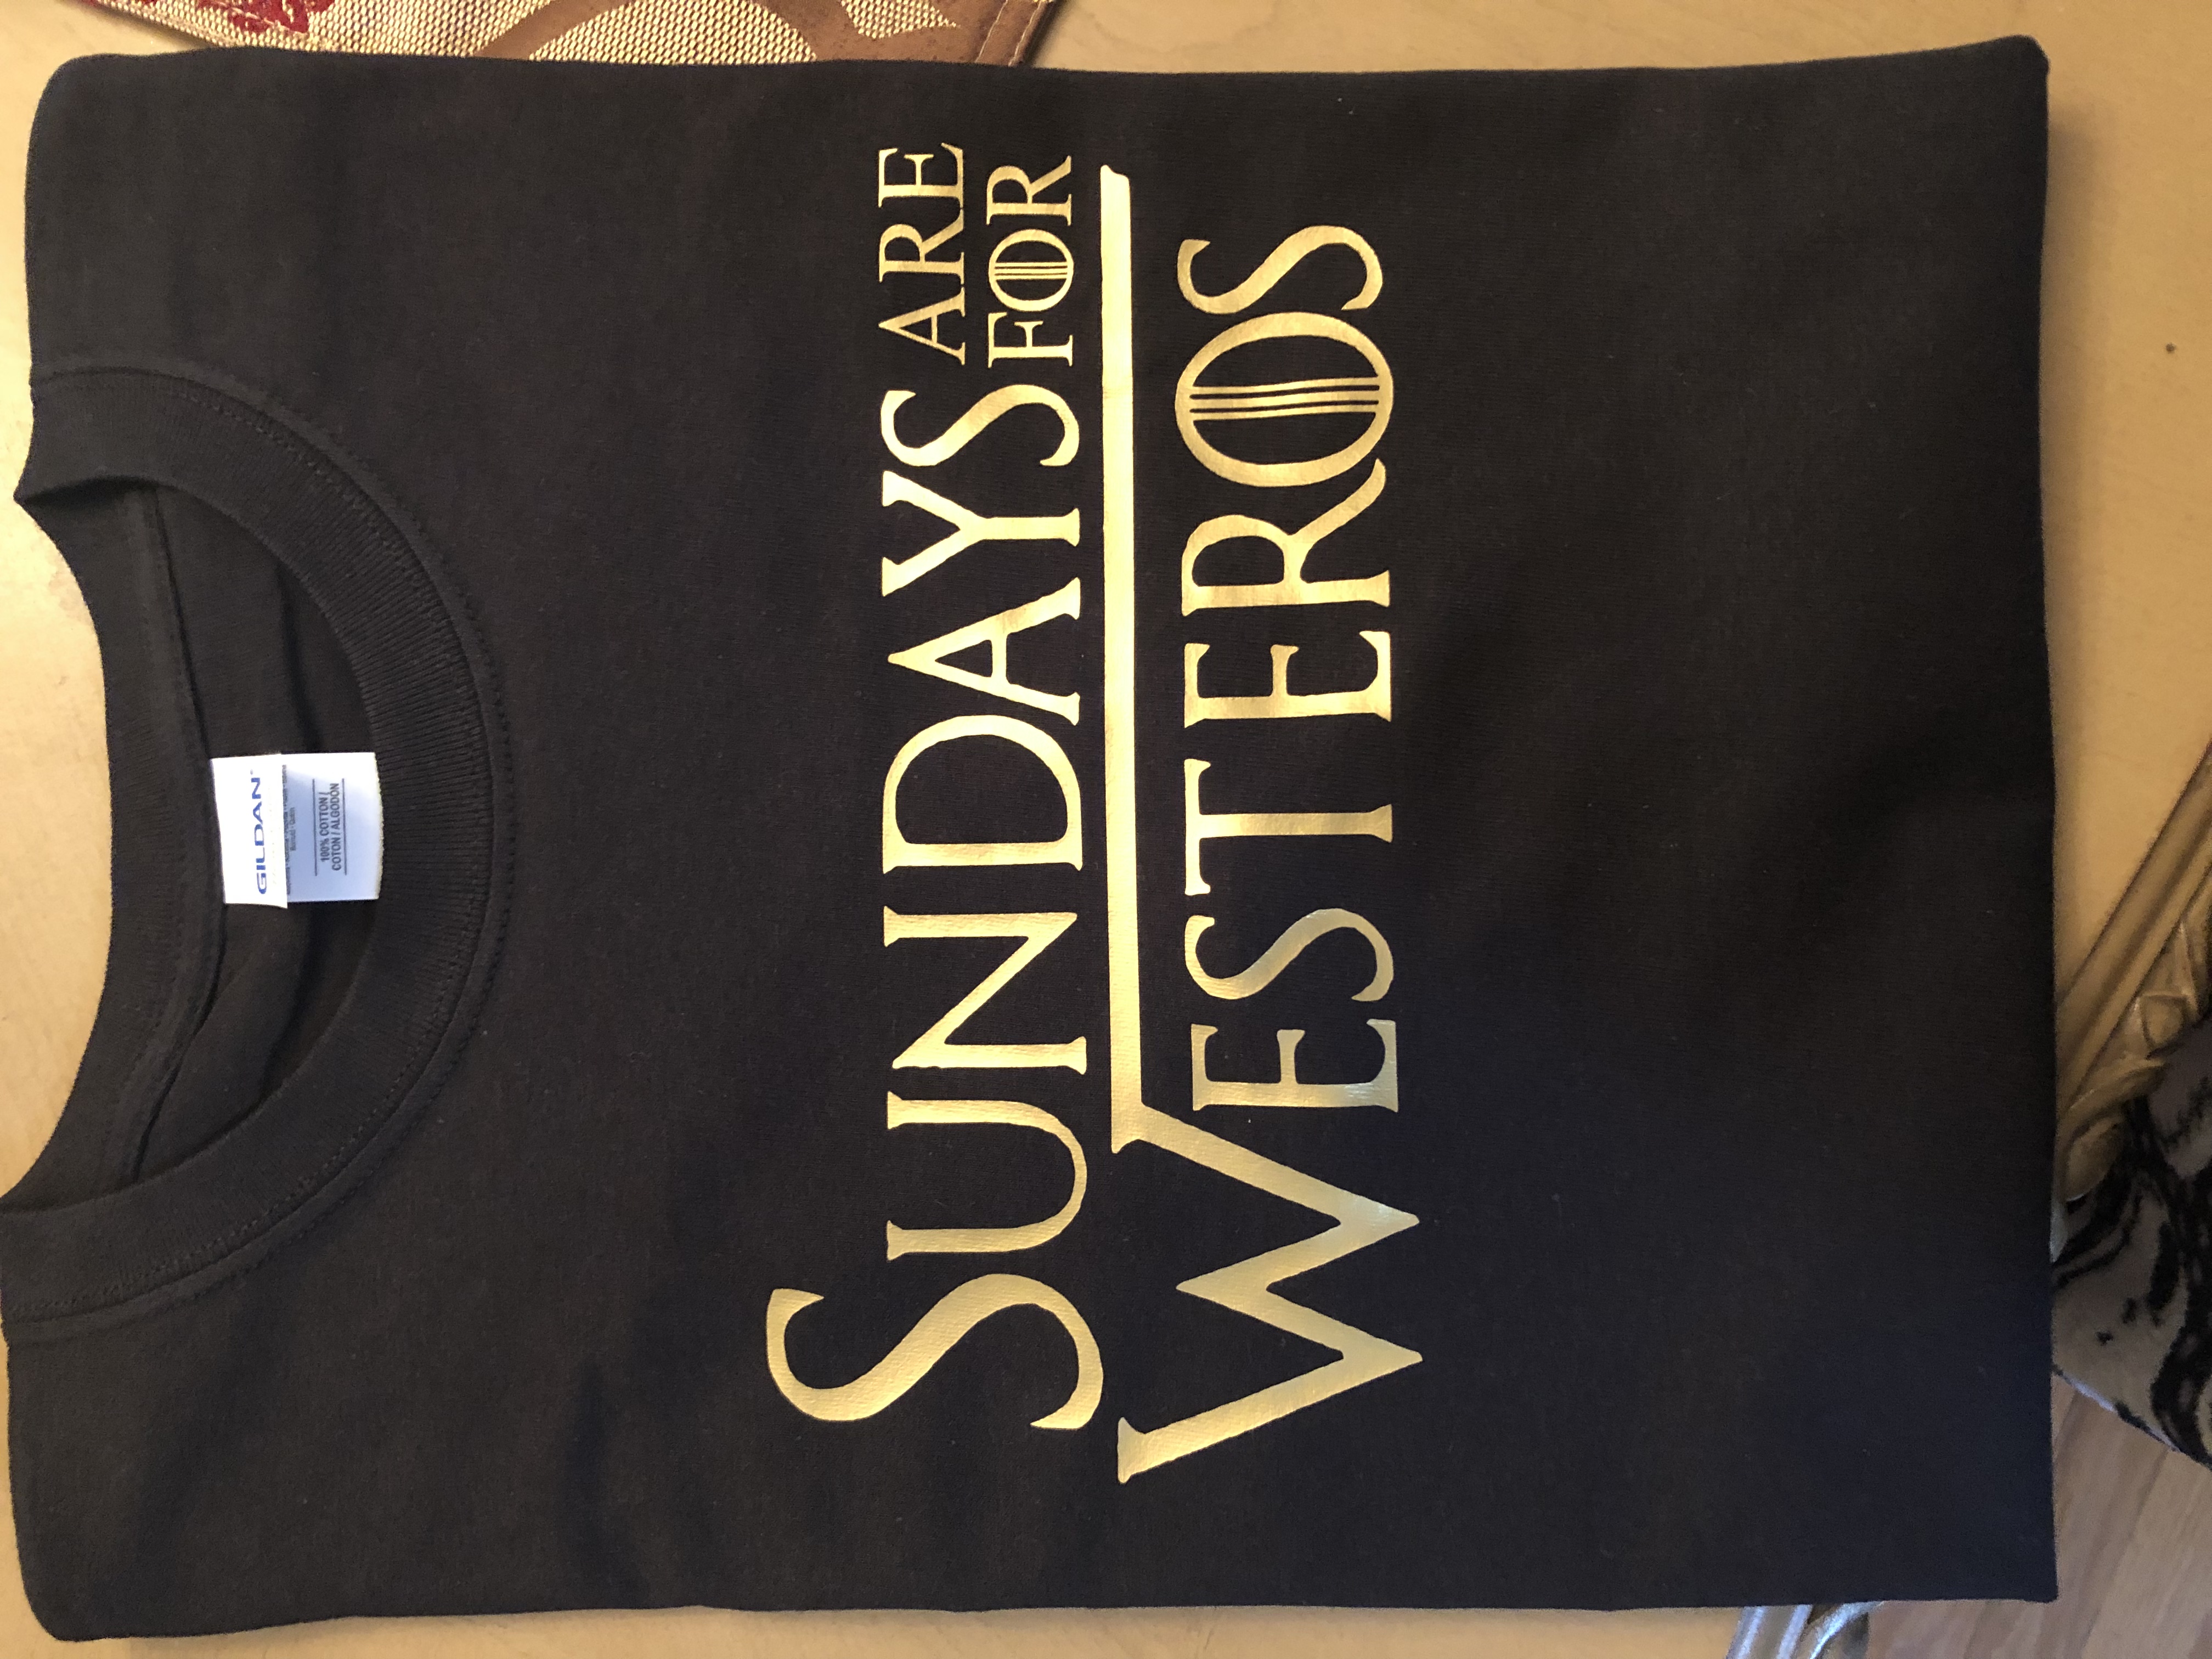 GILDAN
100% COTTON /
COTON / ALGODON
SUNDAYS ARE
FOR
WESTEROS